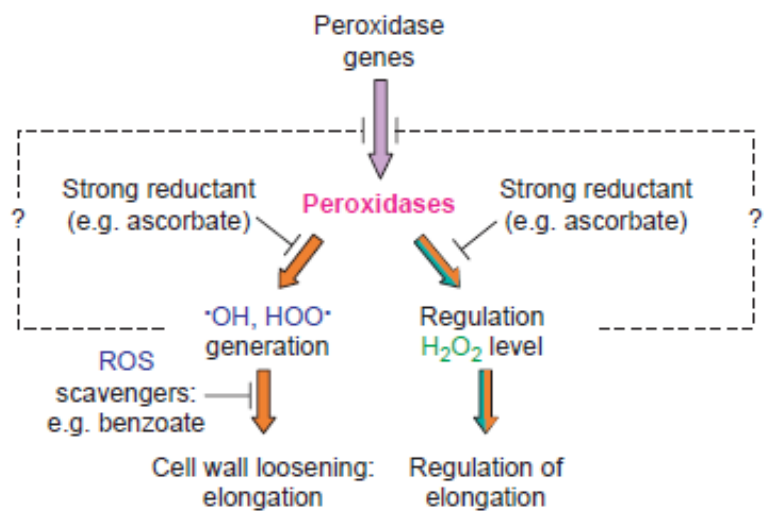 Peroxidase
genes
Strong reductant
(e.g. ascorbate)
Peroxidases
Strong reductant
(e.g. ascorbate)
?
?
•OH, HOO•
generation
Regulation
H₂O₂ level
ROS
scavengers:
e.g. benzoate
Cell wall loosening:
elongation
Regulation of
elongation